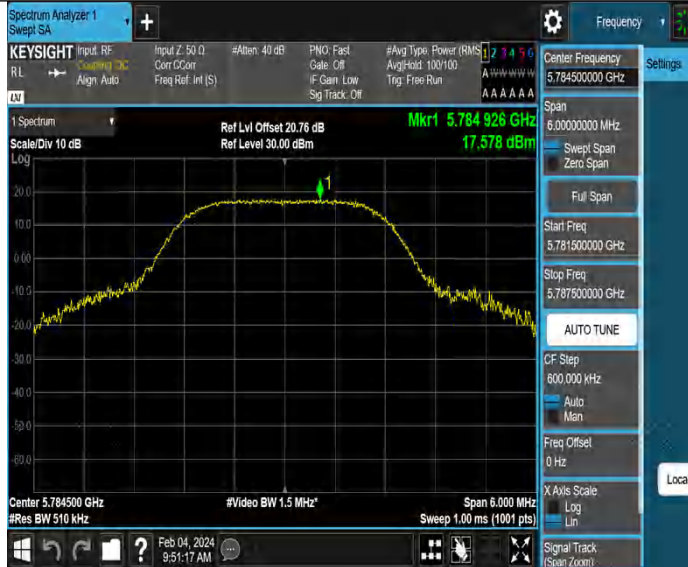 Spectrum Analyzer 1
Swept SA
+
Frequency
KEYSIGHT
RL
LXI
Input: RF
Coupling: DC
Align: Auto
Input Z: 50 Ω
Corr CCorr
Freq Ref: Int (S)
#Atten: 40 dB
PNO: Fast
Gate: Off
IF Gain: Low
Sig Track: Off
#Avg Type: Power (RMS
Avg|Hold: 100/100
Trig: Free Run
1 2 3 4 5 6
A W W W W W
A A A A A A
1 Spectrum
Scale/Div 10 dB
Log
Ref Lvl Offset 20.76 dB
Ref Level 30.00 dBm
Mkr1 5.784 926 GHz
17.578 dBm
1
20.0
10.0
0.00
-10.0
-20.0
-30.0
-40.0
-50.0
-60.0
Center 5.784500 GHz
#Res BW 510 kHz
#Video BW 1.5 MHz*
Span 6.000 MHz
Sweep 1.00 ms (1001 pts)
?
Feb 04, 2024
9:51:17 AM
Center Frequency
5.784500000 GHz
Settings
Span
6.00000000 MHz
Swept Span
Zero Span
Full Span
Start Freq
5.781500000 GHz
Stop Freq
5.787500000 GHz
AUTO TUNE
CF Step
600.000 kHz
Auto
Man
Freq Offset
0 Hz
X Axis Scale
Log
Lin
Local
Signal Track
(Span Zoom)